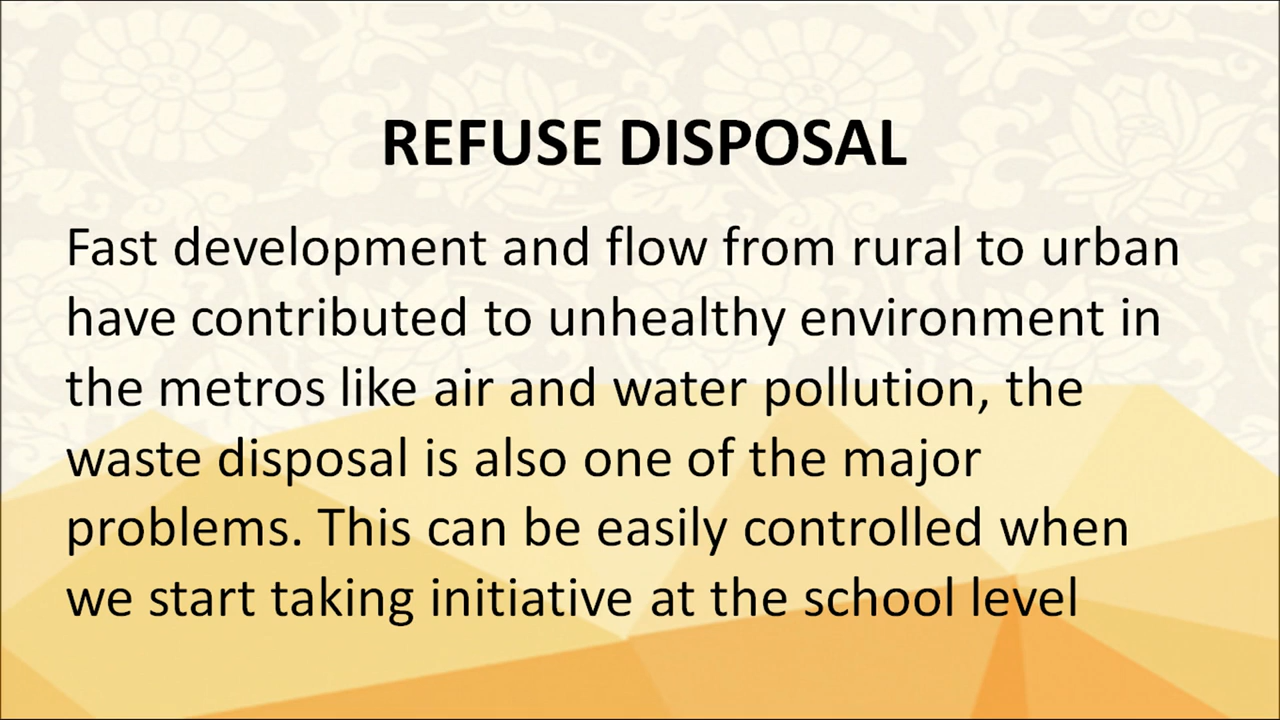 REFUSE DISPOSAL
Fast development and flow from rural to urban
have contributed to unhealthy environment in
the metros like air and water pollution, the
waste disposal is also one of the major
problems. This can be easily controlled when
we start taking initiative at the school level